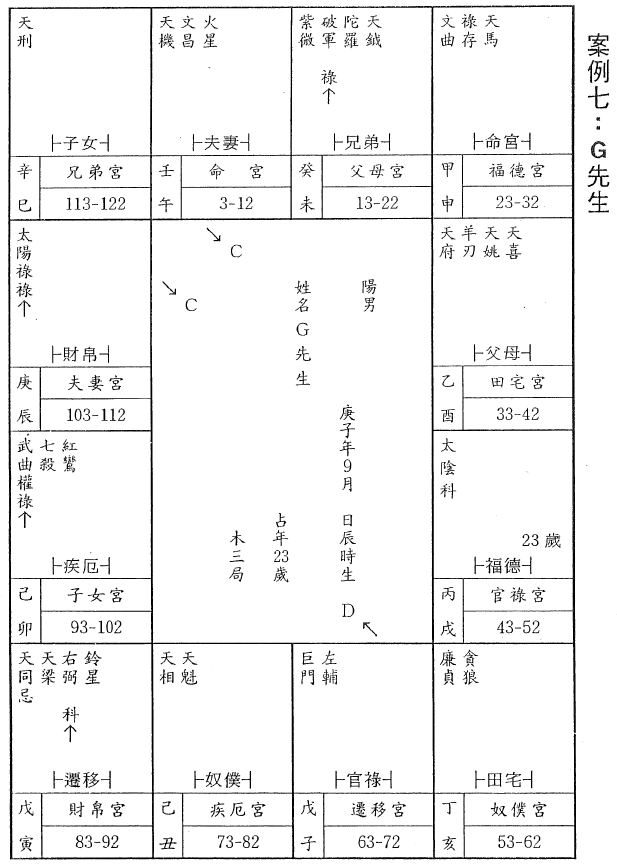 案例七：G先生
天刑
├子女┤
辛巳
兄弟宮
113-122
天機 文昌 火星
├夫妻┤
壬午
命宮
3-12
紫微 破軍 陀羅 天鉞
祿
↑
├兄弟┤
癸未
父母宮
13-22
文曲 祿存 天馬
├命宮┤
甲申
福德宮
23-32
太陽祿祿↑
├財帛┤
庚辰
夫妻宮
103-112
天府 羊刃 天姚 天喜
├父母┤
乙酉
田宅宮
33-42
武曲權祿↑ 七殺 紅鸞
├疾厄┤
己卯
子女宮
93-102
太陰科
23歲
├福德┤
丙戌
官祿宮
43-52
天同忌 天梁 右弼 鈴星
科
↑
├遷移┤
戊寅
財帛宮
83-92
天相 天魁
├奴僕┤
己丑
疾厄宮
73-82
巨門 左輔
├官祿┤
戊子
遷移宮
63-72
廉貞 貪狼
├田宅┤
丁亥
奴僕宮
53-62
↘
C
↘
C
陽男
姓名G先生
庚子年9月 日辰時生
占年23歲
木三局
D
↖